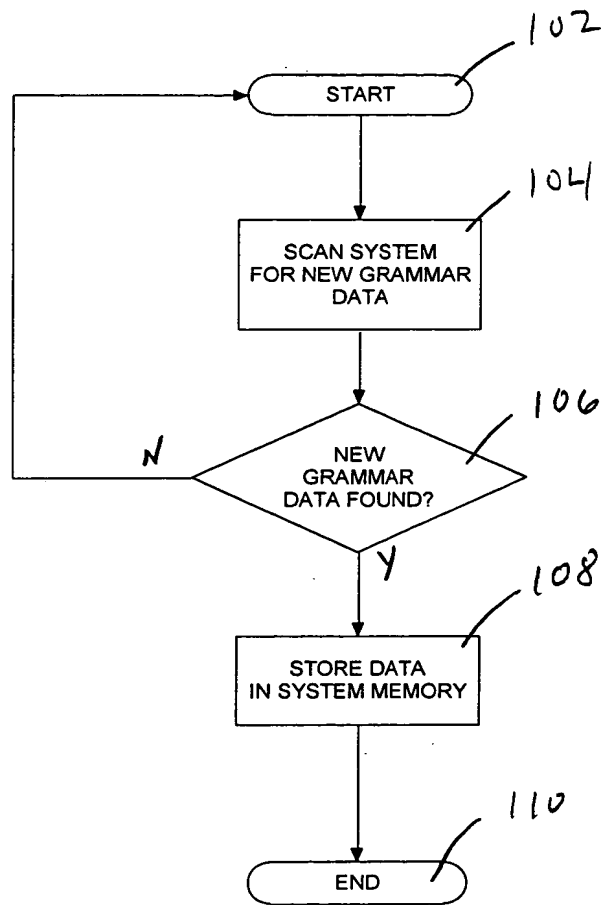 102
START
104
SCAN SYSTEM
FOR NEW GRAMMAR
DATA
106
N
NEW
GRAMMAR
DATA FOUND?
Y
108
STORE DATA
IN SYSTEM MEMORY
110
END